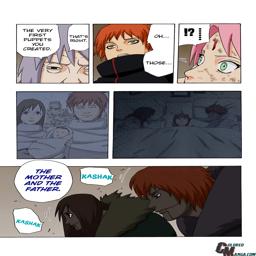 !?
OH...
THOSE...
THAT'S
RIGHT.
THE VERY
FIRST
PUPPETS
YOU
CREATED.
THE
MOTHER
AND THE
FATHER.
KASHAK
KASHAK
COLORED
MANGA.COM